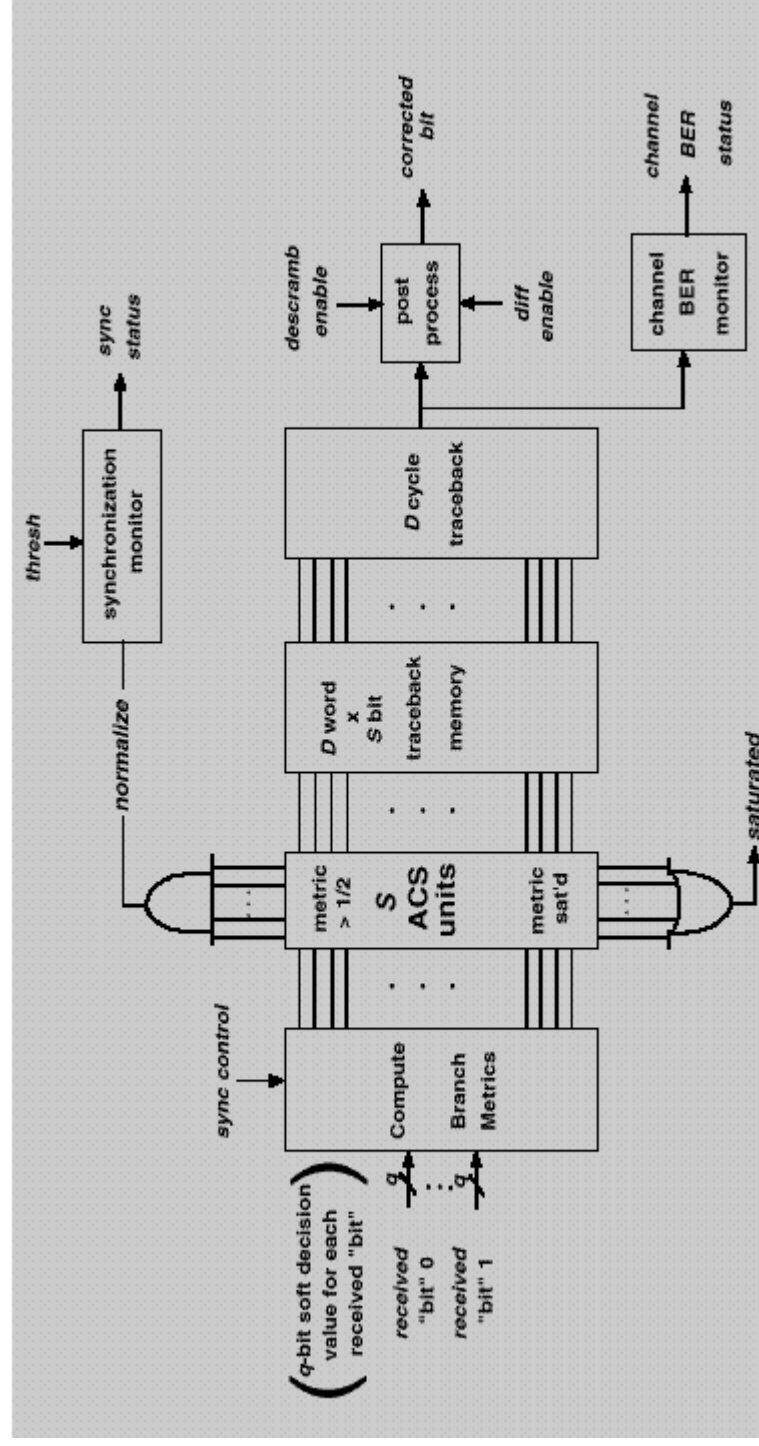 thresh
synchronization
monitor
sync
status
normalize
sync control
q-bit soft decision
value for each
received "bit"
received
"bit" 0
received
"bit" 1
q
q
Compute
Branch
Metrics
metric
> 1/2
S
ACS
units
metric
sat'd
saturated
D word
x
S bit
traceback
memory
D cycle
traceback
descramb
enable
post
process
diff
enable
corrected
bit
channel
BER
monitor
channel
BER
status